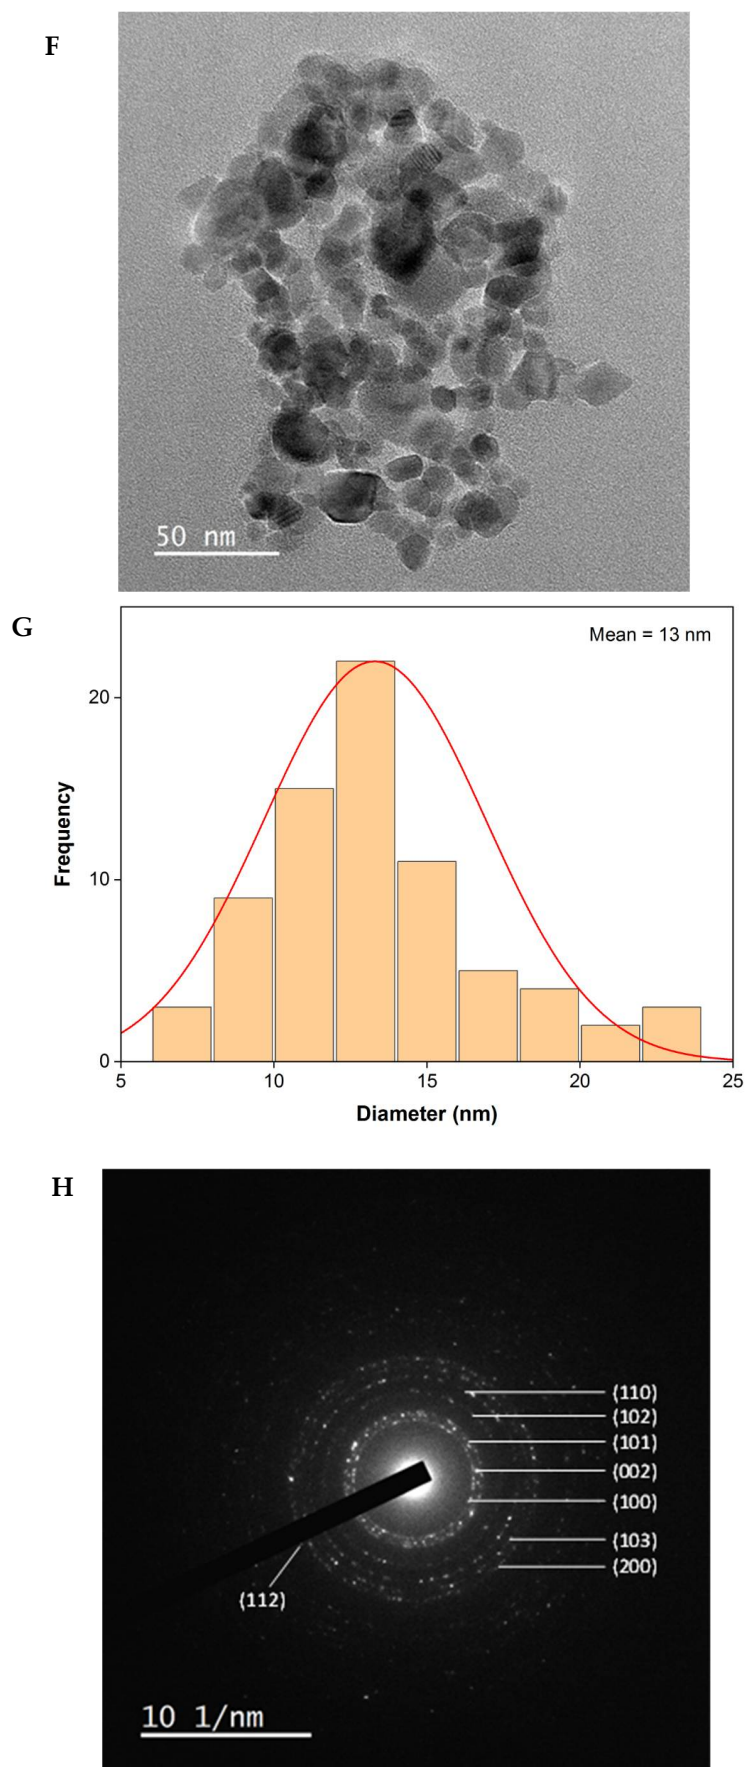 F
50 nm
G
Mean = 13 nm
20
10
0
Frequency
5 10 15 20 25
Diameter (nm)
H
(110)
(102)
(101)
(002)
(100)
(103)
(200)
(112)
10 1/nm